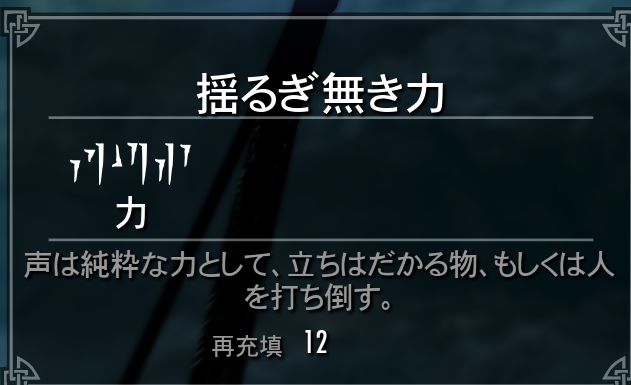 揺るぎ無き力
力
声は純粋な力として、立ちはだかる物、もしくは人
を打ち倒す。
再充填 12